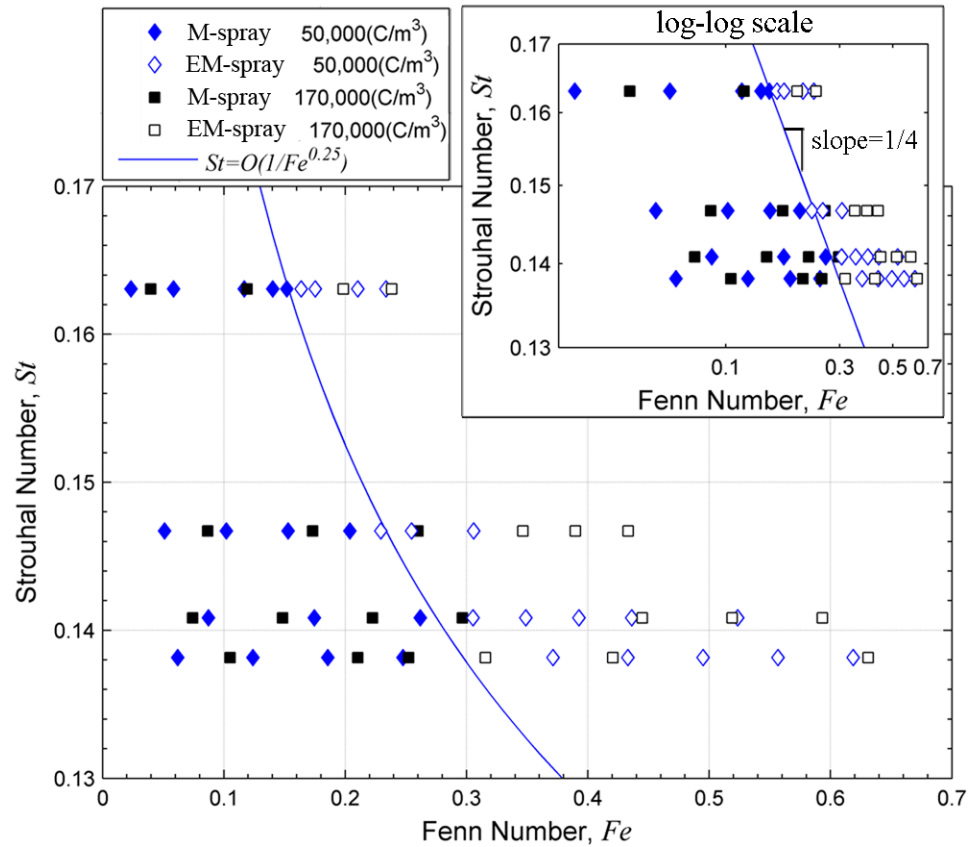 M-spray 50,000(C/m³)
EM-spray 50,000(C/m³)
M-spray 170,000(C/m³)
EM-spray 170,000(C/m³)
St=O(1/Fe^0.25)
log-log scale
0.17
0.16
0.15
0.14
0.13
Strouhal Number, St
slope=1/4
0.1 0.3 0.5 0.7
Fenn Number, Fe
0.17
0.16
0.15
0.14
0.13
Strouhal Number, St
0 0.1 0.2 0.3 0.4 0.5 0.6 0.7
Fenn Number, Fe